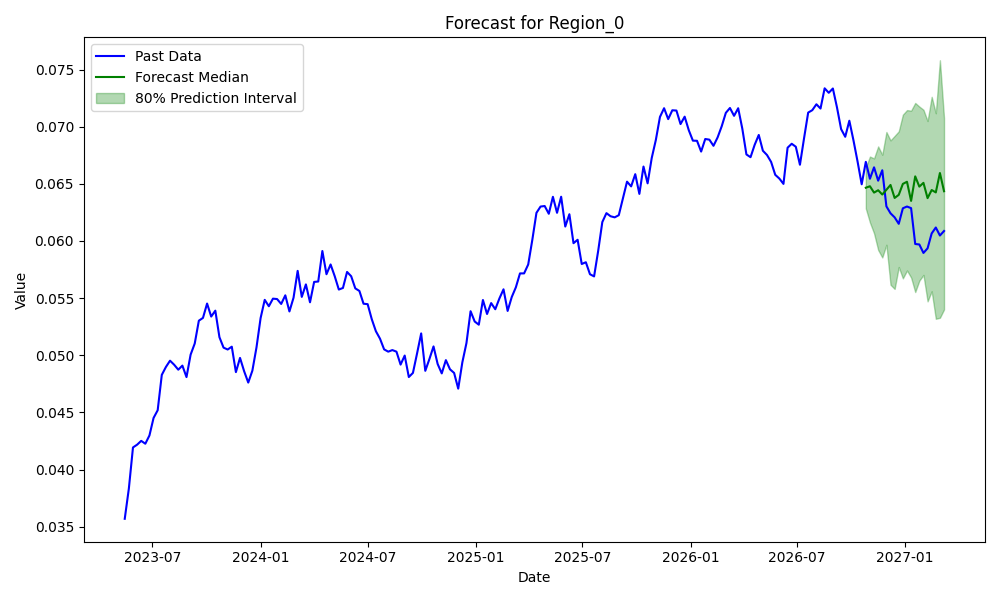 Forecast for Region_0
Past Data
Forecast Median
80% Prediction Interval
Value
0.075
0.070
0.065
0.060
0.055
0.050
0.045
0.040
0.035
2023-07
2024-01
2024-07
2025-01
2025-07
2026-01
2026-07
2027-01
Date